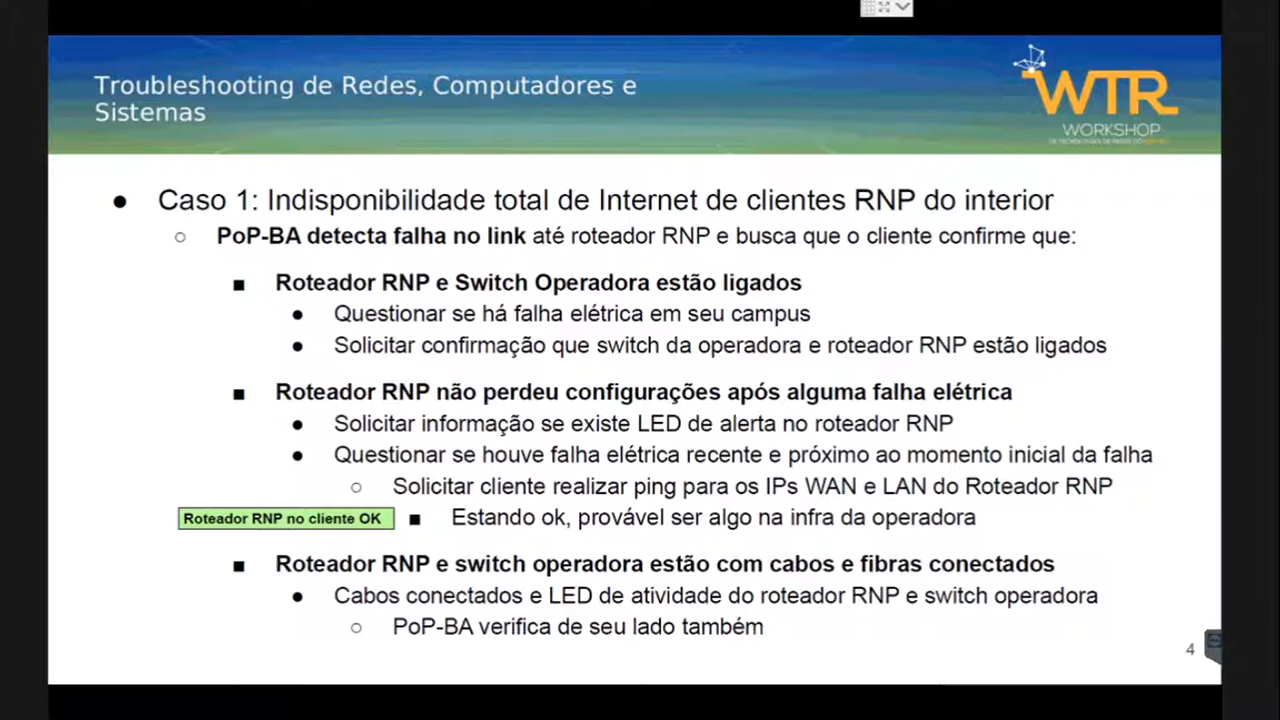 Troubleshooting de Redes, Computadores e
Sistemas
WTR
WORKSHOP
● Caso 1: Indisponibilidade total de Internet de clientes RNP do interior
○ PoP-BA detecta falha no link até roteador RNP e busca que o cliente confirme que:
■ Roteador RNP e Switch Operadora estão ligados
● Questionar se há falha elétrica em seu campus
● Solicitar confirmação que switch da operadora e roteador RNP estão ligados
■ Roteador RNP não perdeu configurações após alguma falha elétrica
● Solicitar informação se existe LED de alerta no roteador RNP
● Questionar se houve falha elétrica recente e próximo ao momento inicial da falha
○ Solicitar cliente realizar ping para os IPs WAN e LAN do Roteador RNP
Roteador RNP no cliente OK ■ Estando ok, provável ser algo na infra da operadora
■ Roteador RNP e switch operadora estão com cabos e fibras conectados
● Cabos conectados e LED de atividade do roteador RNP e switch operadora
○ PoP-BA verifica de seu lado também
4